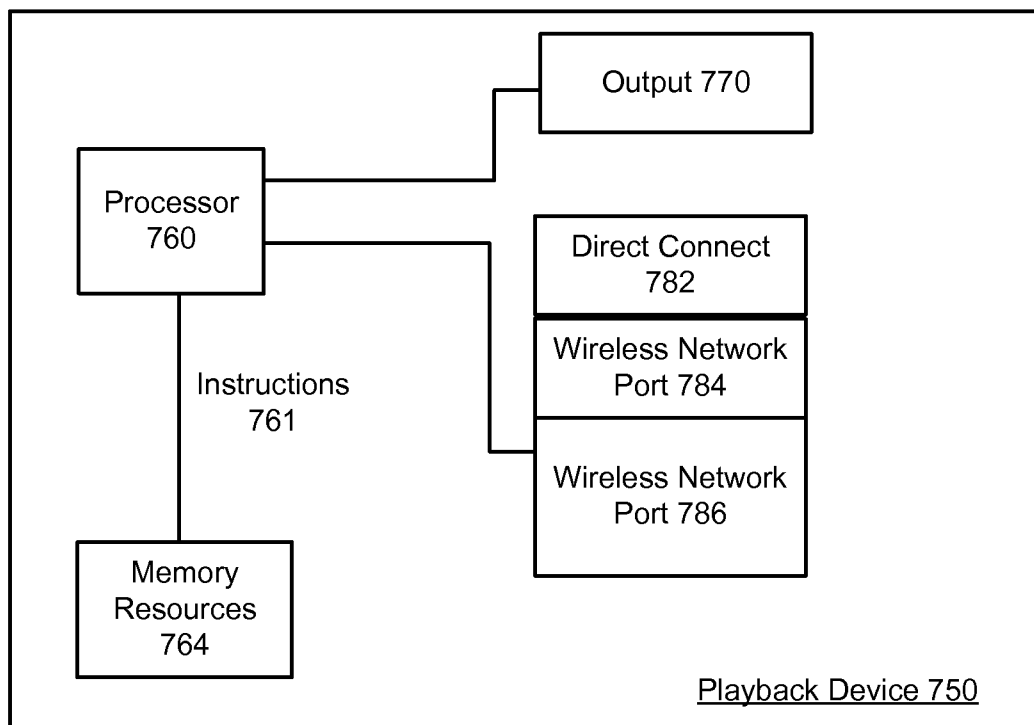 Output 770
Processor
760
Direct Connect
782
Wireless Network
Port 784
Instructions
761
Wireless Network
Port 786
Memory
Resources
764
Playback Device 750